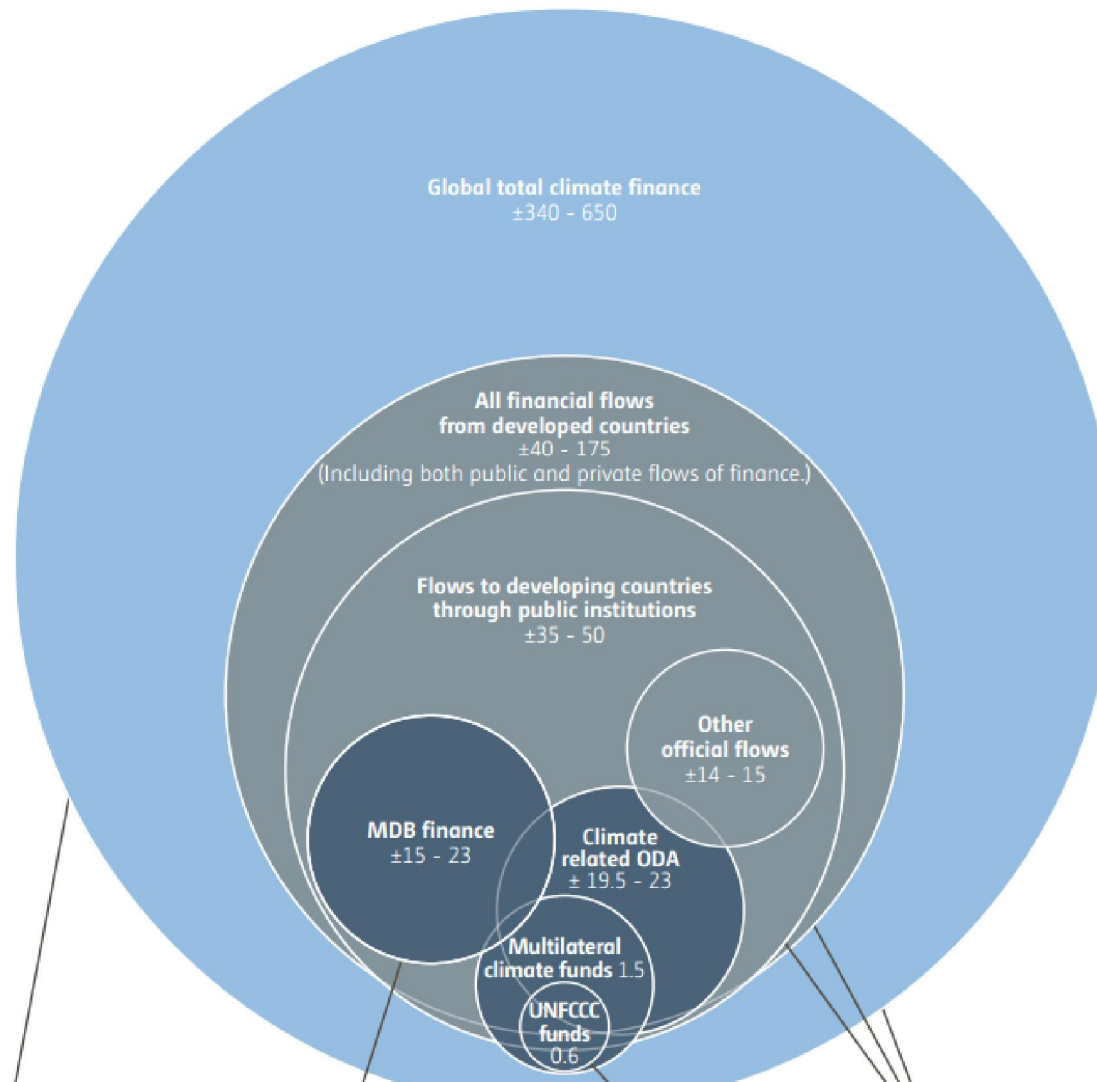 Global total climate finance
±340 - 650
All financial flows
from developed countries
±40 - 175
(Including both public and private flows of finance.)
Flows to developing countries
through public institutions
±35 - 50
Other
official flows
±14 - 15
MDB finance
±15 - 23
Climate
related ODA
± 19.5 - 23
Multilateral
climate funds 1.5
UNFCCC
funds
0.6